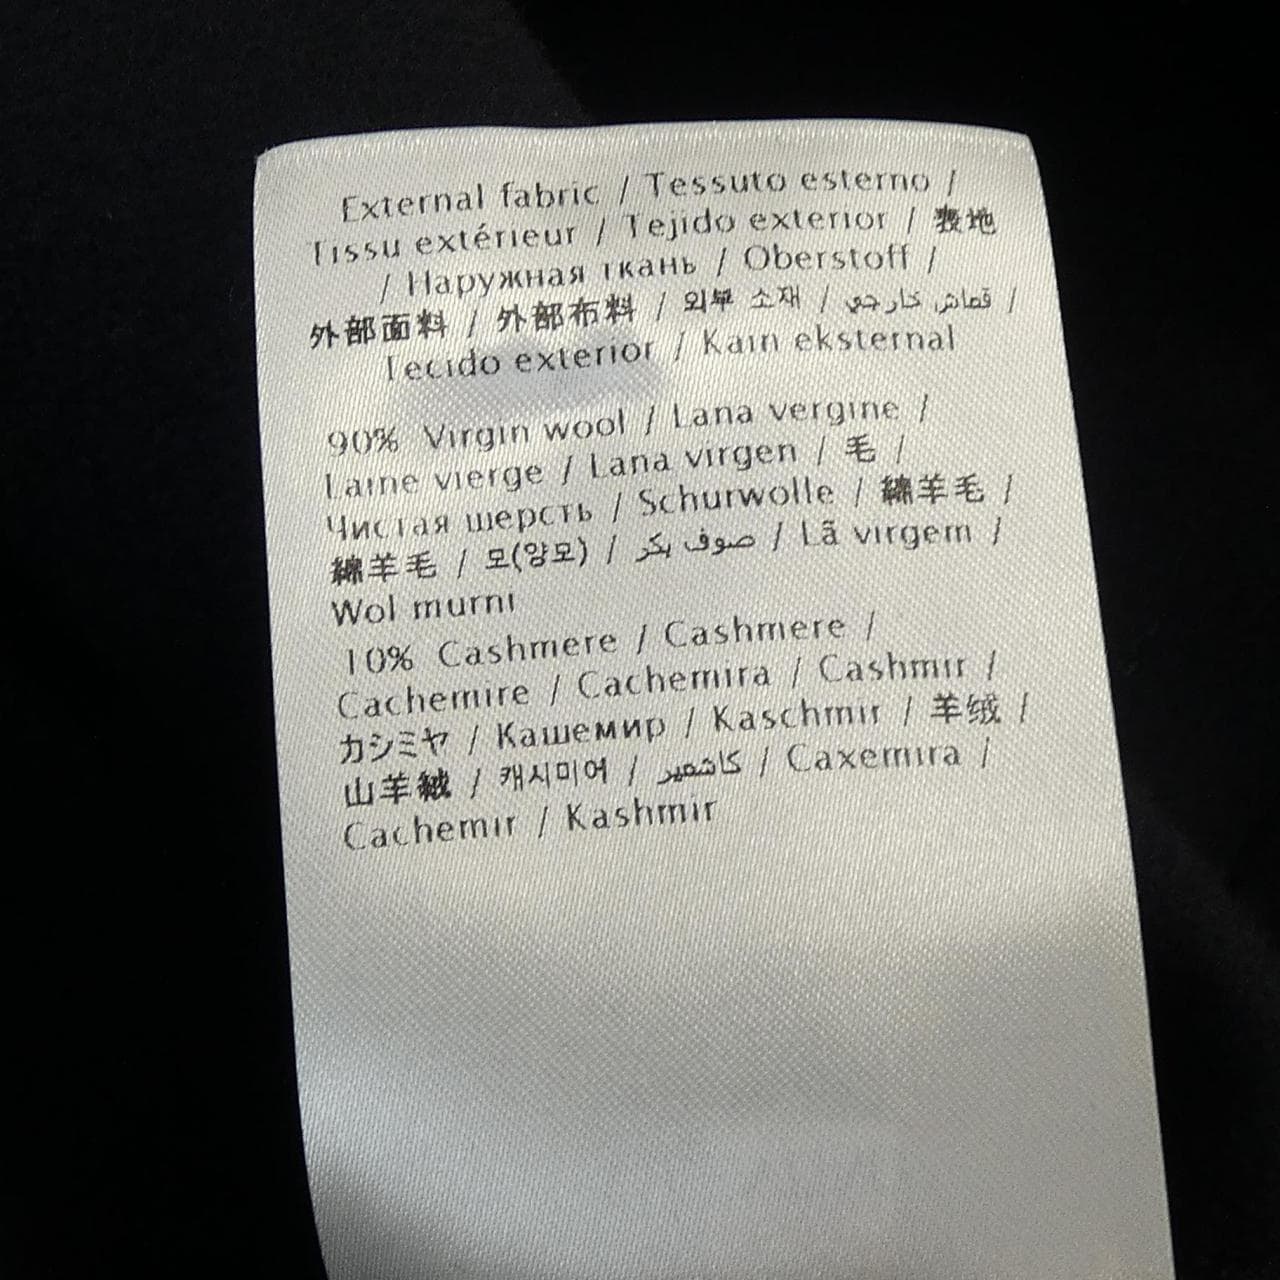 External fabric / Tessuto esterno /
Tissu extérieur / Tejido exterior / 表地
/ Наружная ткань / Oberstoff /
外部面料 / 外部布料 / 외부 소재 / قماش خارجي /
Tecido exterior / Kain eksternal
90% Virgin wool / Lana vergine /
Laine vierge / Lana virgen / 毛 /
Чистая шерсть / Schurwolle / 綿羊毛 /
綿羊毛 / 모(양모) / صوف بكر / Lã virgem /
Wol murni
10% Cashmere / Cashmere /
Cachemire / Cachemira / Cashmir /
カシミヤ / Кашемир / Kaschmir / 羊绒 /
山羊絨 / 캐시미어 / كاشمير / Caxemira /
Cachemir / Kashmir